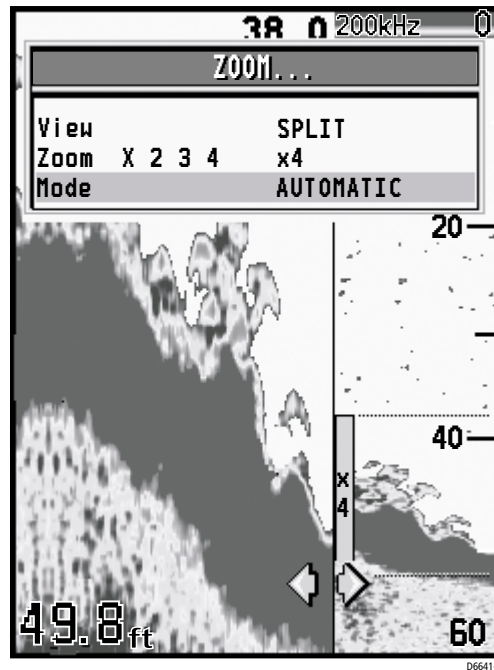 38 0 200kHz 0
ZOOM...
View SPLIT
Zoom X 2 3 4 x4
Mode AUTOMATIC
20
40
x
4
49.8ft 60
D6641